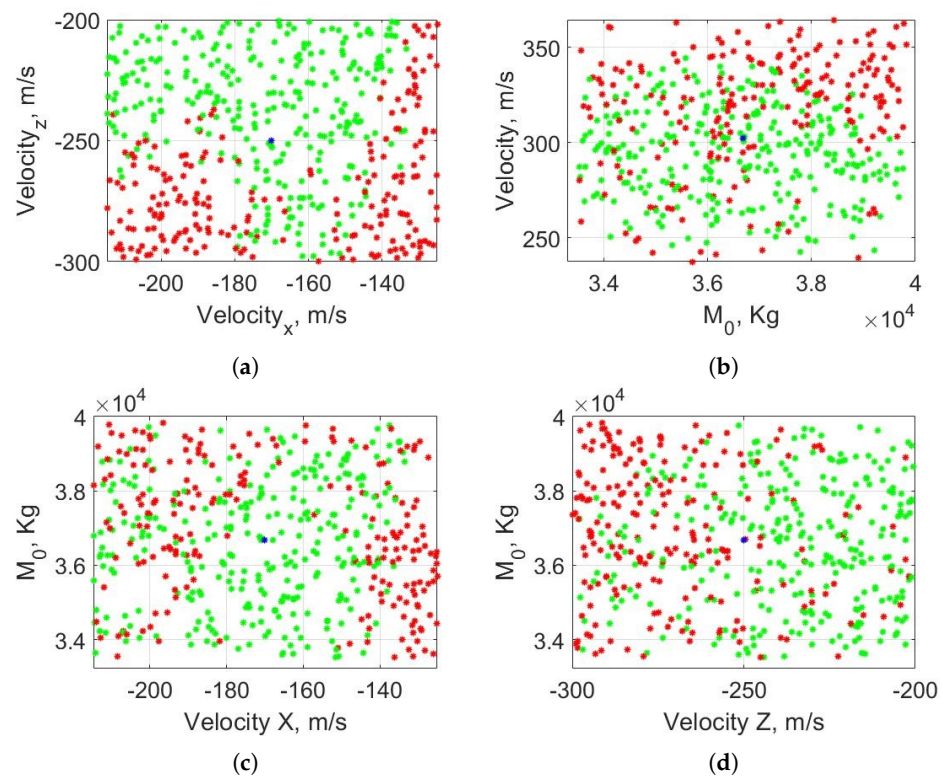 -200
-250
-300
Velocity_z, m/s
-200 -180 -160 -140
Velocity_x, m/s
(a)
350
300
250
Velocity, m/s
3.4 3.6 3.8 4
M_0, Kg
×10^4
(b)
×10^4
4
3.8
3.6
3.4
M_0, Kg
-200 -180 -160 -140
Velocity X, m/s
(c)
×10^4
4
3.8
3.6
3.4
M_0, Kg
-300 -250 -200
Velocity Z, m/s
(d)